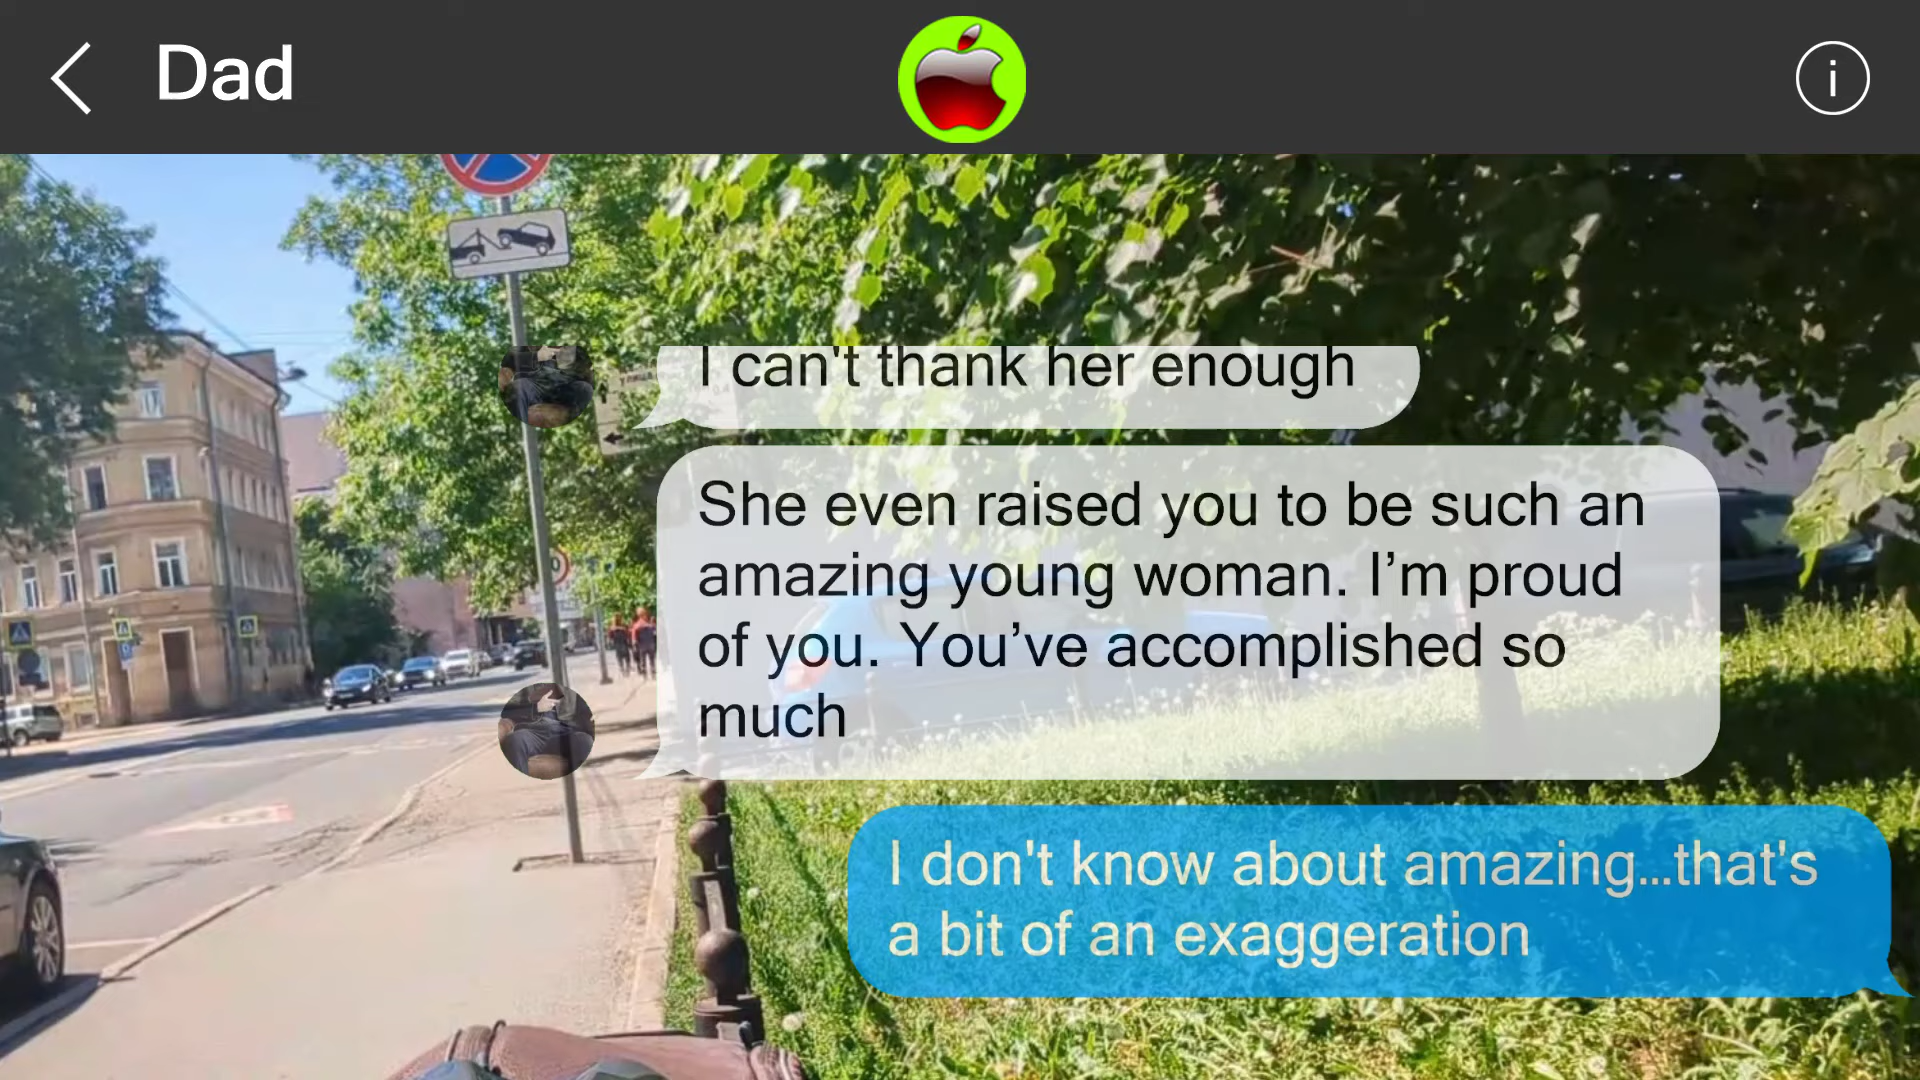 Dad
i
I can't thank her enough
She even raised you to be such an
amazing young woman. I’m proud
of you. You’ve accomplished so
much
I don't know about amazing...that's
a bit of an exaggeration